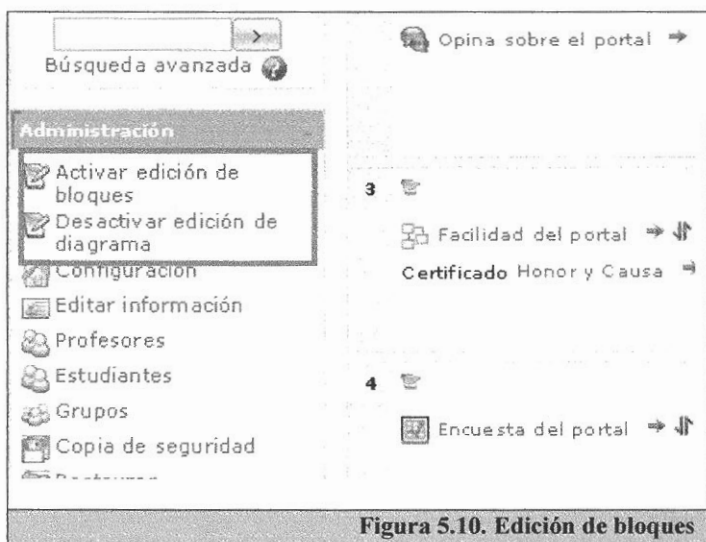 >
Búsqueda avanzada
Administración
Activar edición de
bloques
Desactivar edición de
diagrama
Configuración
Editar información
Profesores
Estudiantes
Grupos
Copia de seguridad
Opina sobre el portal
3
Facilidad del portal
Certificado Honor y Causa
4
Encuesta del portal
Figura 5.10. Edición de bloques